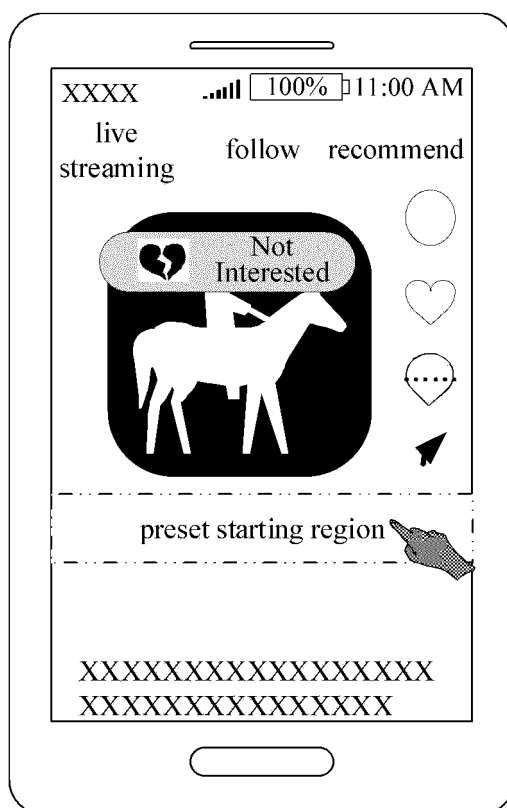 XXXX 100% 11:00 AM
live
streaming
follow recommend
Not
Interested
preset starting region
XXXXXXXXXXXXXXXXX
XXXXXXXXXXXXXXXX